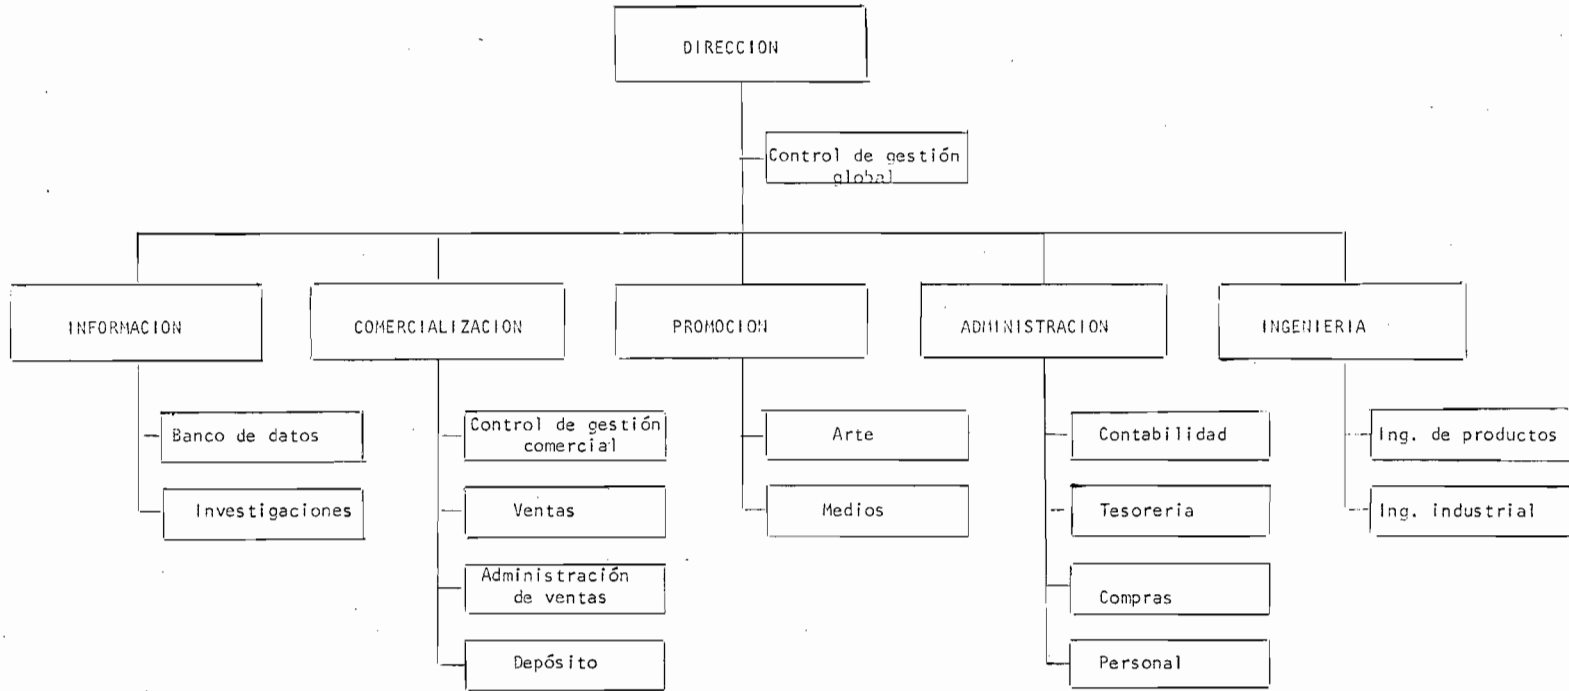 DIRECCION
Control de gestión
global
INFORMACION
COMERCIALIZACION
PROMOCION
ADMINISTRACION
INGENIERIA
Banco de datos
Investigaciones
Control de gestión
comercial
Ventas
Administración
de ventas
Depósito
Arte
Medios
Contabilidad
Tesoreria
Compras
Personal
Ing. de productos
Ing. industrial